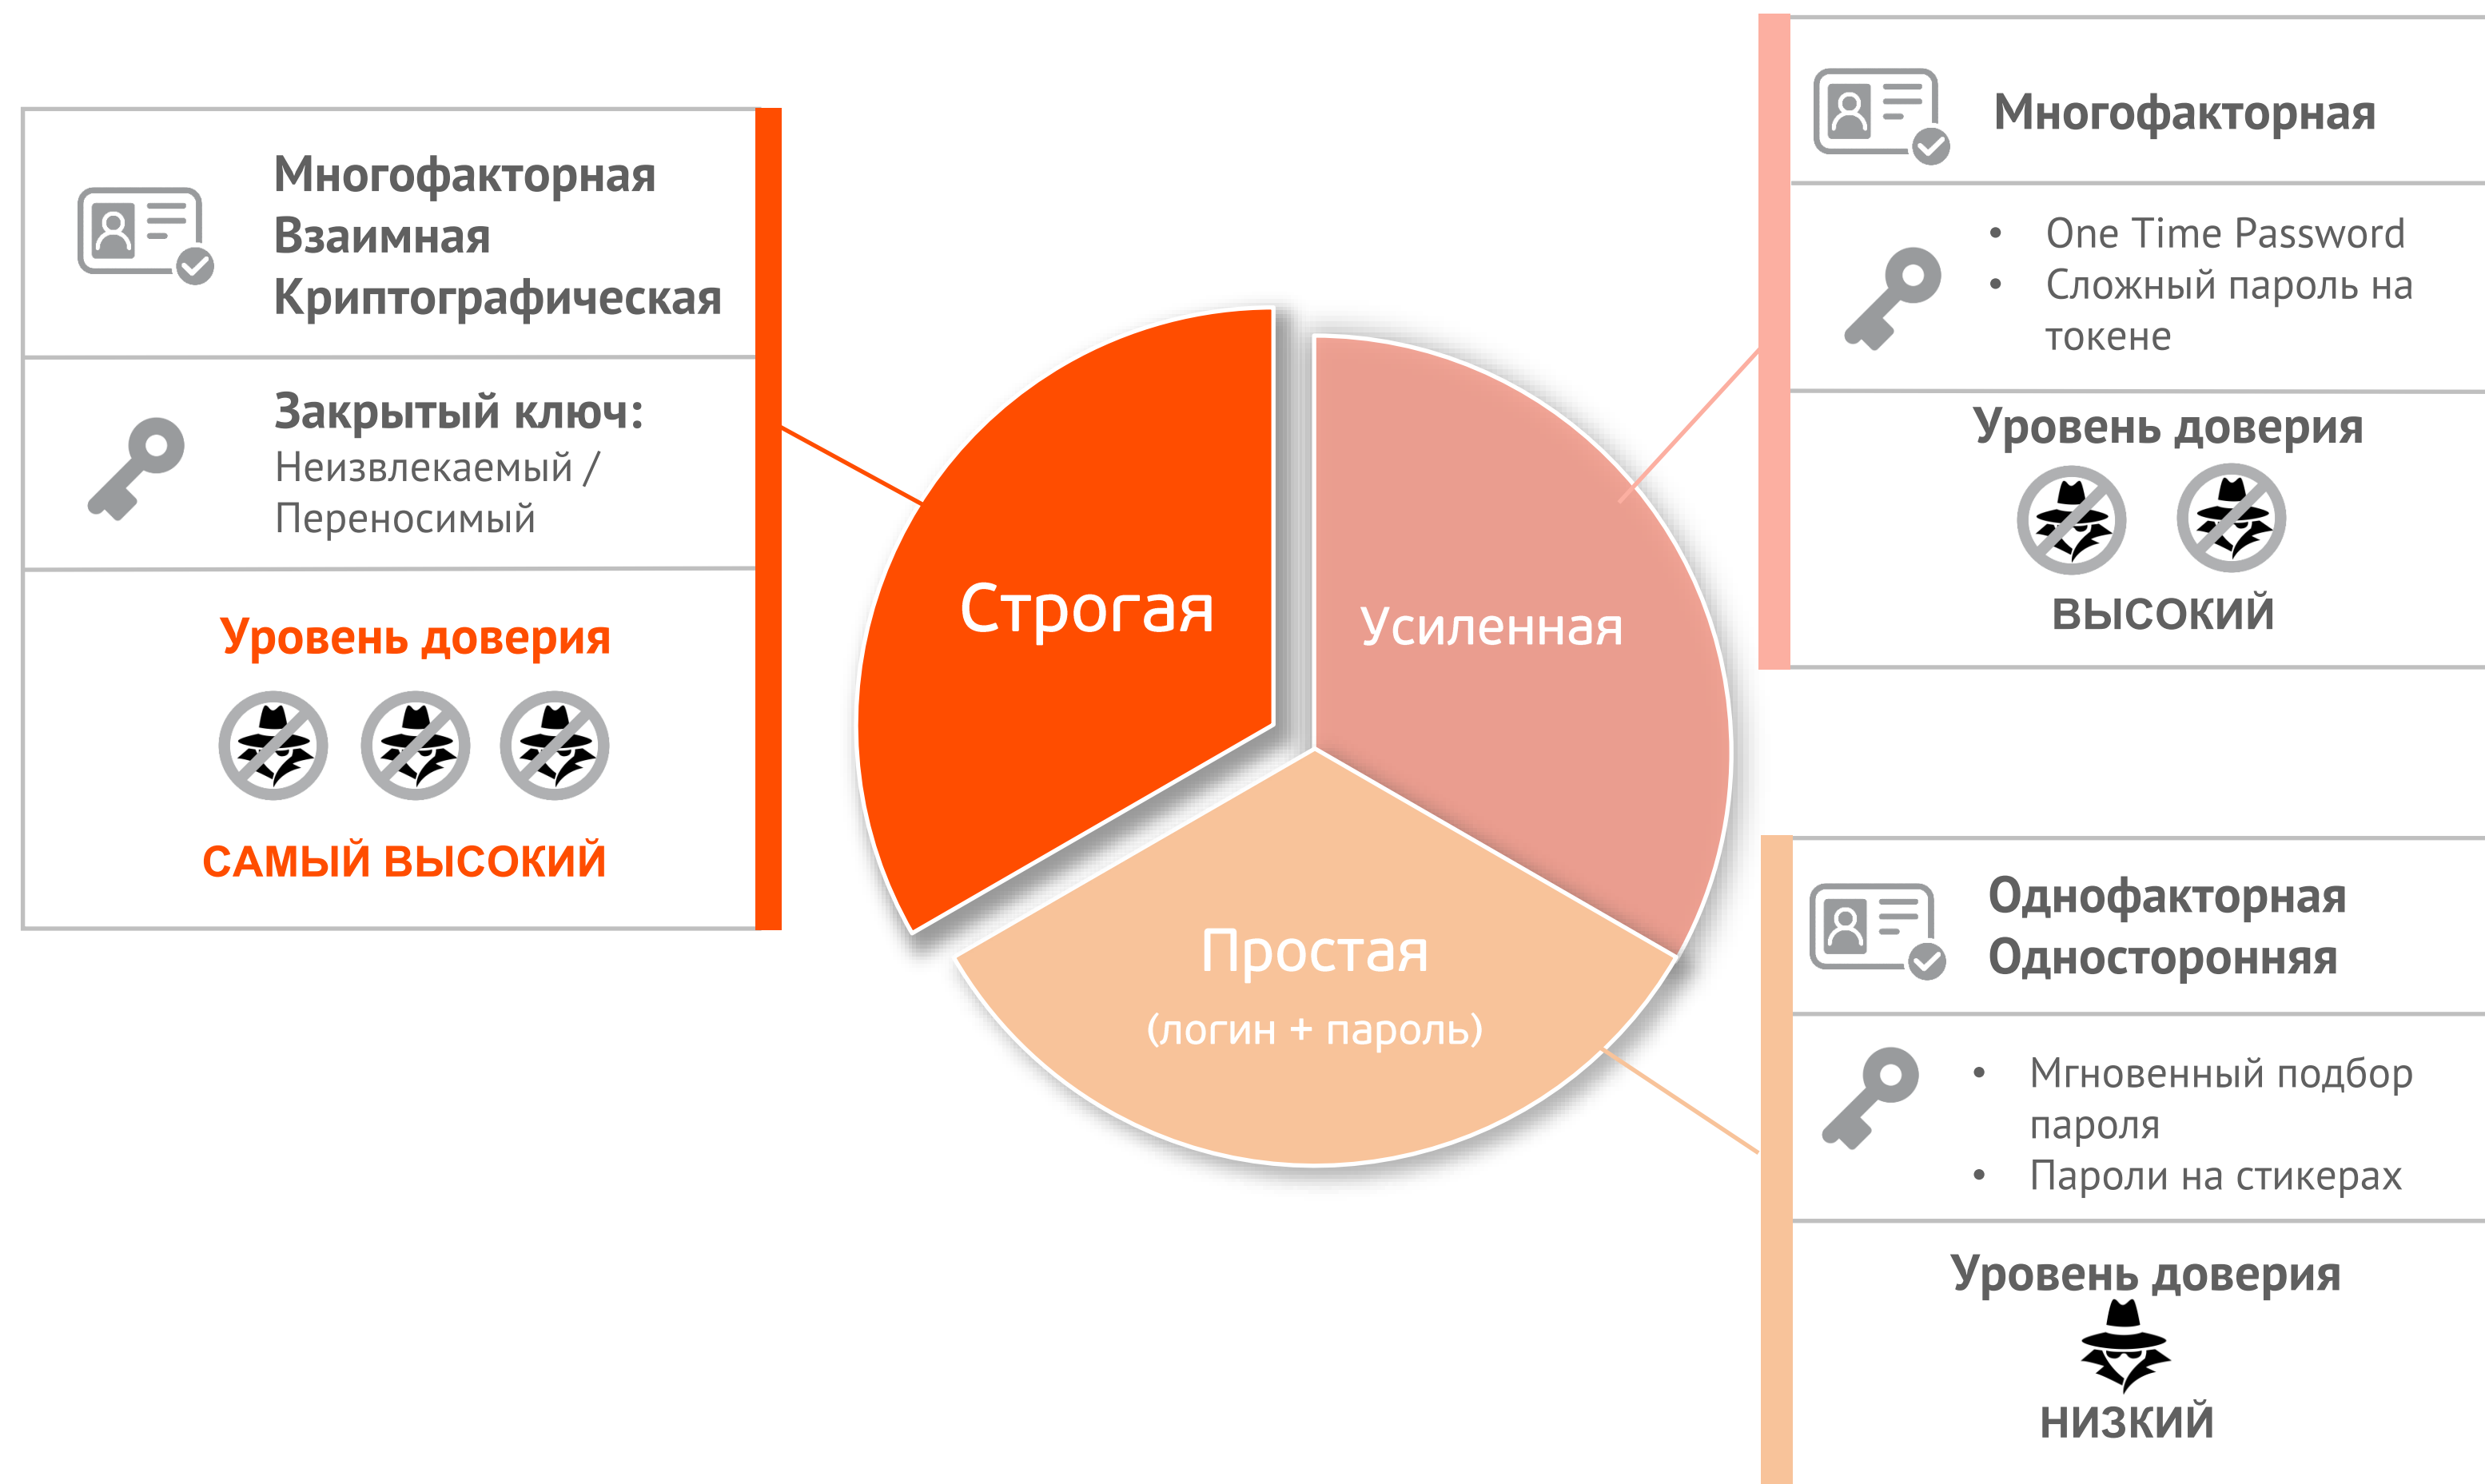 Многофакторная
Взаимная
Криптографическая
Закрытый ключ:
Неизвлекаемый /
Переносимый
Уровень доверия
САМЫЙ ВЫСОКИЙ
Строгая
Усиленная
Простая
(логин + пароль)
Многофакторная
• One Time Password
• Сложный пароль на
токене
Уровень доверия
ВЫСОКИЙ
Однофакторная
Односторонняя
• Мгновенный подбор
пароля
• Пароли на стикерах
Уровень доверия
НИЗКИЙ